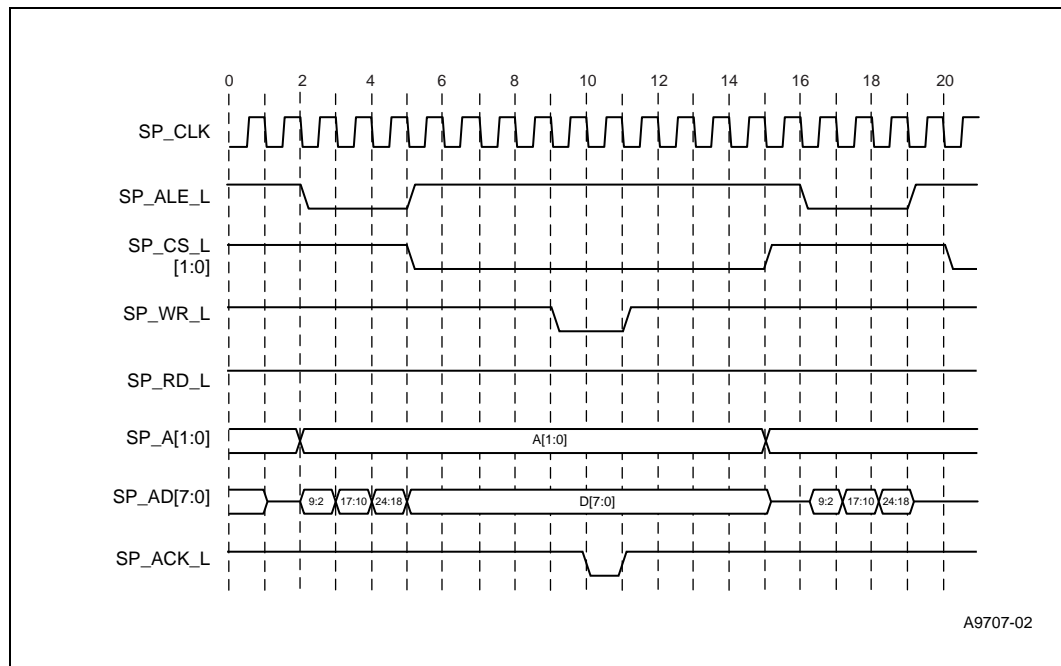 0 2 4 6 8 10 12 14 16 18 20
SP_CLK
SP_ALE_L
SP_CS_L
[1:0]
SP_WR_L
SP_RD_L
SP_A[1:0] A[1:0]
SP_AD[7:0] 9:2 17:10 24:18 D[7:0] 9:2 17:10 24:18
SP_ACK_L
A9707-02